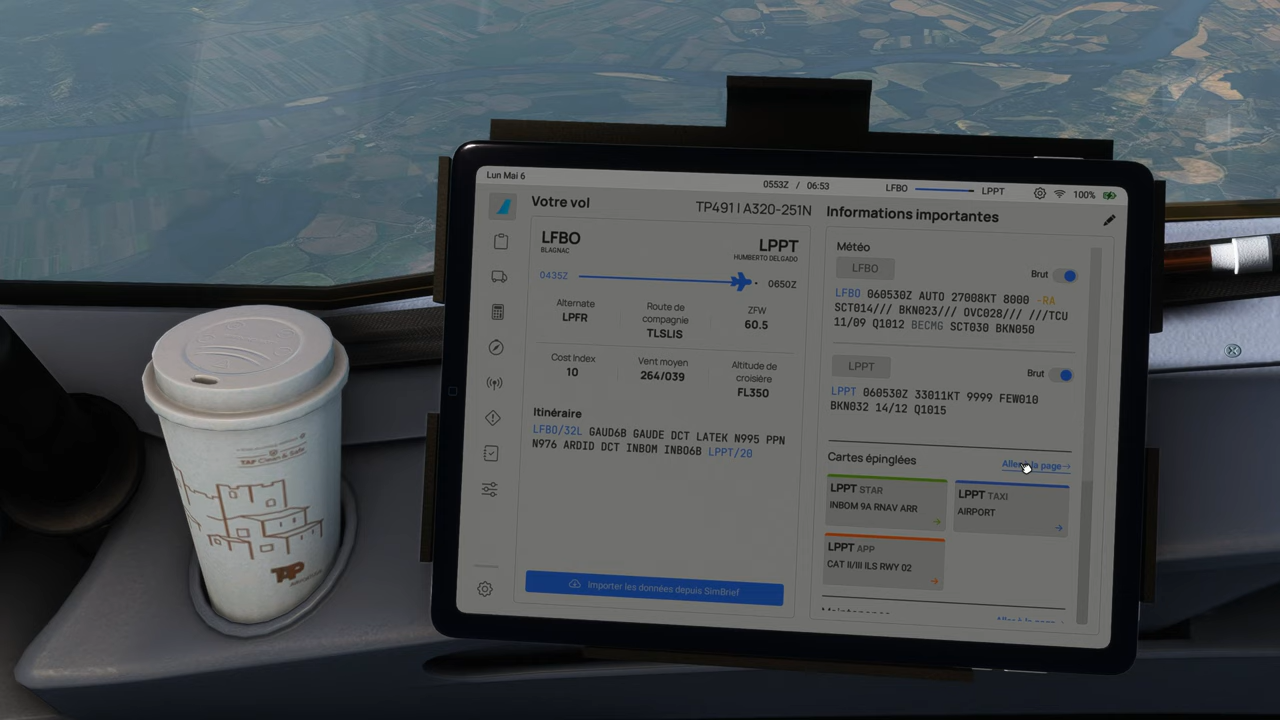 Lun Mai 6
0553Z / 06:53
LFBO LPPT
100%
Votre vol
TP491 | A320-251N
LFBO
BLAGNAC
LPPT
HUMBERTO DELGADO
0435Z
0650Z
Alternate
LPFR
Route de
compagnie
TLSLIS
ZFW
60.5
Cost Index
10
Vent moyen
264/039
Altitude de
croisière
FL350
Itinéraire
LFBO/32L GAUD6B GAUDE DCT LATEK N995 PPN
N976 ARDID DCT INBOM INBO6B LPPT/20
Importer les données depuis SimBrief
Informations importantes
Météo
LFBO
Brut
LFBO 060530Z AUTO 27008KT 8000 -RA
SCT014/// BKN023/// OVC028/// ///TCU
11/09 Q1012 BECMG SCT030 BKN050
LPPT
Brut
LPPT 060530Z 33011KT 9999 FEW010
BKN032 14/12 Q1015
Cartes épinglées
Aller à la page
LPPT STAR
INBOM 9A RNAV ARR
LPPT TAXI
AIRPORT
LPPT APP
CAT II/III ILS RWY 02
TAP Clean & Safe
TAP